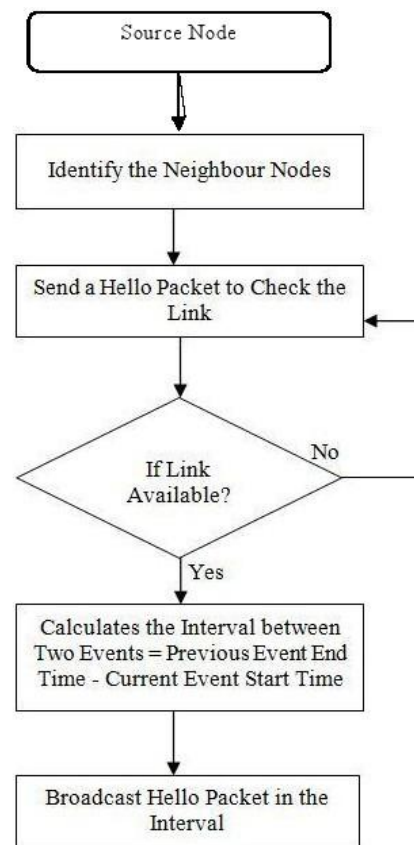 Source Node
Identify the Neighbour Nodes
Send a Hello Packet to Check the
Link
If Link
Available?
No
Yes
Calculates the Interval between
Two Events = Previous Event End
Time - Current Event Start Time
Broadcast Hello Packet in the
Interval